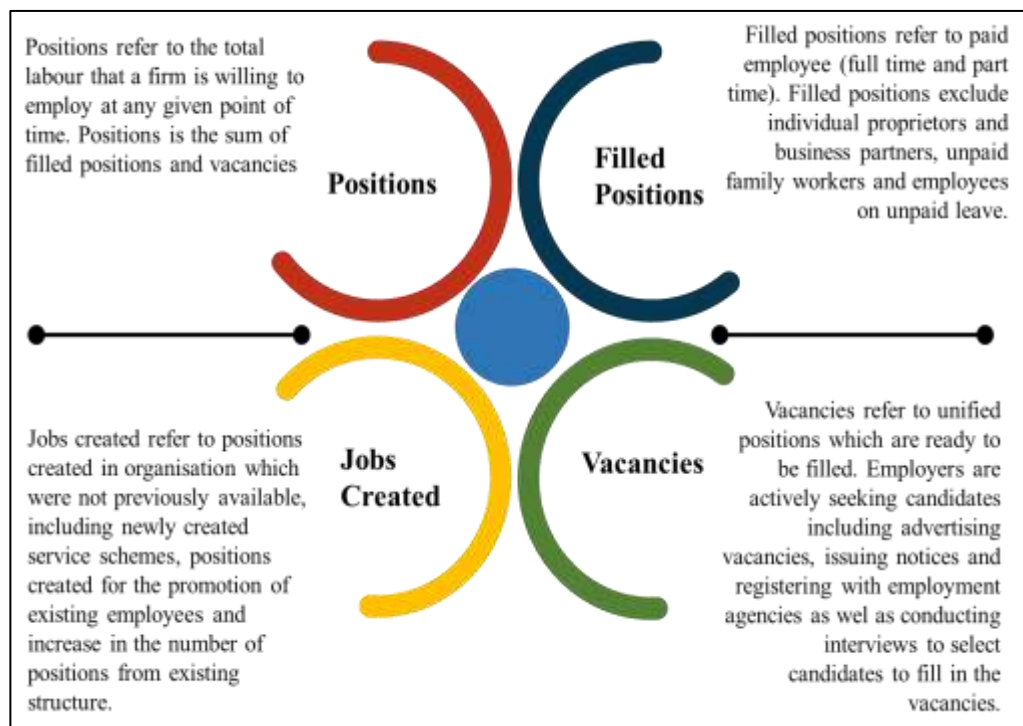 Positions refer to the total
labour that a firm is willing to
employ at any given point of
time. Positions is the sum of
filled positions and vacancies
Positions
Filled
Positions
Filled positions refer to paid
employee (full time and part
time). Filled positions exclude
individual proprietors and
business partners, unpaid
family workers and employees
on unpaid leave.
Jobs created refer to positions
created in organisation which
were not previously available,
including newly created
service schemes, positions
created for the promotion of
existing employees and
increase in the number of
positions from existing
structure.
Jobs
Created
Vacancies
Vacancies refer to unified
positions which are ready to
be filled. Employers are
actively seeking candidates
including advertising
vacancies, issuing notices and
registering with employment
agencies as wel as conducting
interviews to select
candidates to fill in the
vacancies.